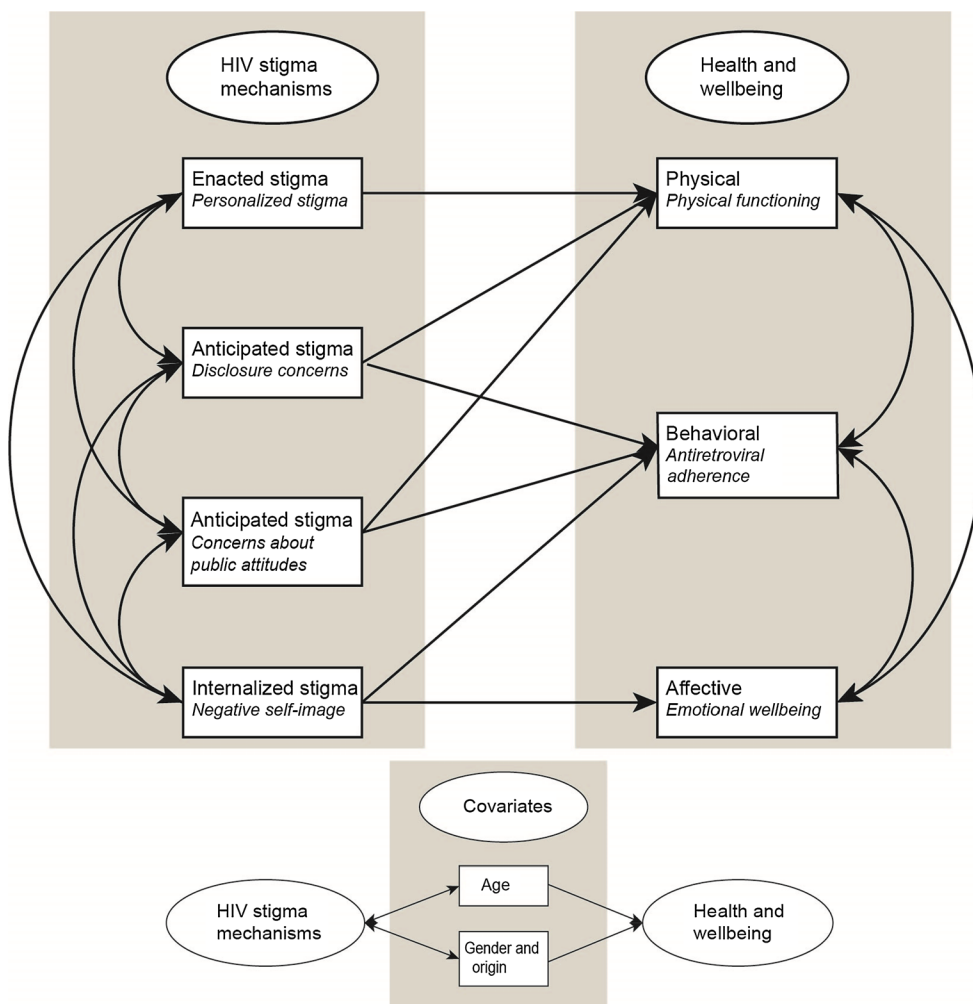 HIV stigma
mechanisms
Health and
wellbeing
Enacted stigma
Personalized stigma
Physical
Physical functioning
Anticipated stigma
Disclosure concerns
Behavioral
Antiretroviral
adherence
Anticipated stigma
Concerns about
public attitudes
Internalized stigma
Negative self-image
Affective
Emotional wellbeing
Covariates
Age
HIV stigma
mechanisms
Health and
wellbeing
Gender and
origin